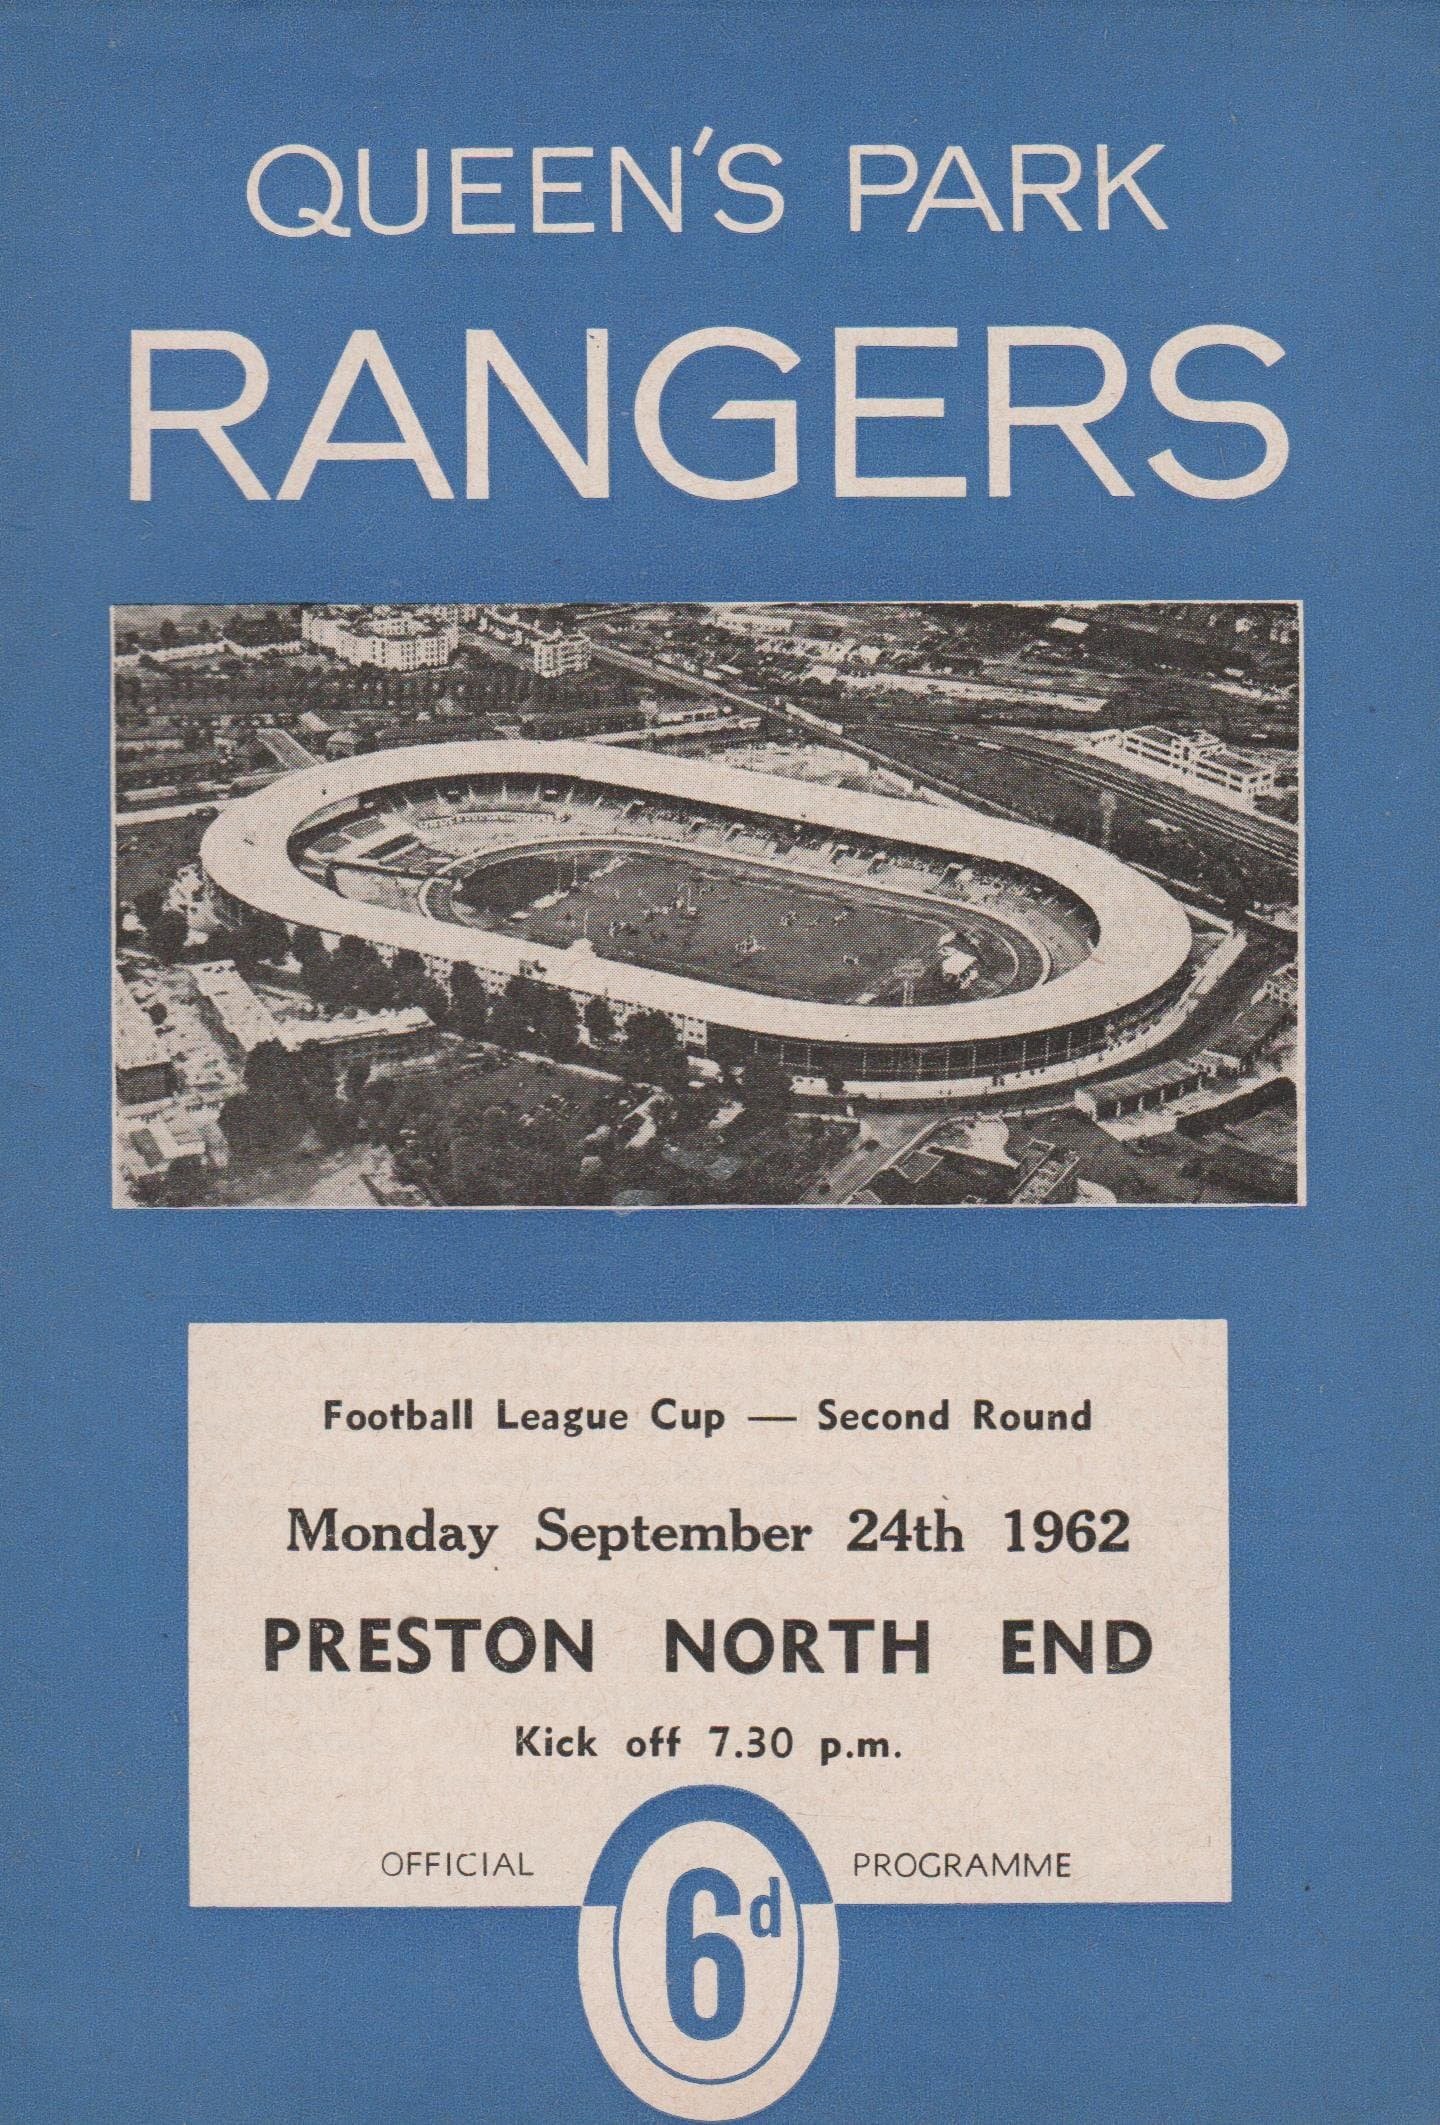 QUEEN'S PARK
RANGERS
Football League Cup — Second Round
Monday September 24th 1962
PRESTON NORTH END
Kick off 7.30 p.m.
OFFICIAL PROGRAMME
6d